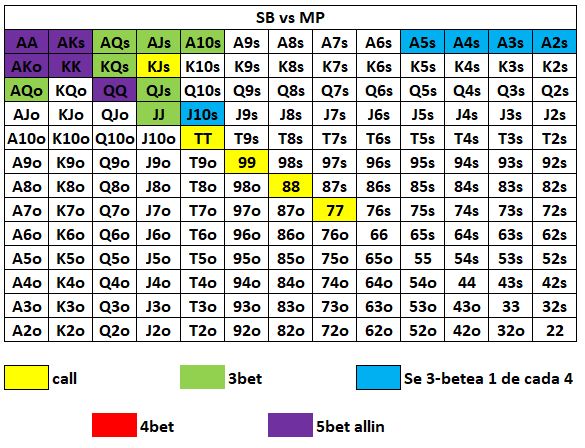 SB vs MP
AA AKs AQs AJs A10s A9s A8s A7s A6s A5s A4s A3s A2s
AKo KK KQs KJs K10s K9s K8s K7s K6s K5s K4s K3s K2s
AQo KQo QQ QJs Q10s Q9s Q8s Q7s Q6s Q5s Q4s Q3s Q2s
AJo KJo QJo JJ J10s J9s J8s J7s J6s J5s J4s J3s J2s
A10o K10o Q10o J10o TT T9s T8s T7s T6s T5s T4s T3s T2s
A9o K9o Q9o J9o T9o 99 98s 97s 96s 95s 94s 93s 92s
A8o K8o Q8o J8o T8o 98o 88 87s 86s 85s 84s 83s 82s
A7o K7o Q7o J7o T7o 97o 87o 77 76s 75s 74s 73s 72s
A6o K6o Q6o J6o T6o 96o 86o 76o 66 65s 64s 63s 62s
A5o K5o Q5o J5o T5o 95o 85o 75o 65o 55 54s 53s 52s
A4o K4o Q4o J4o T4o 94o 84o 74o 64o 54o 44 43s 42s
A3o K3o Q3o J3o T3o 93o 83o 73o 63o 53o 43o 33 32s
A2o K2o Q2o J2o T2o 92o 82o 72o 62o 52o 42o 32o 22
call 3bet Se 3-betea 1 de cada 4
4bet 5bet allin